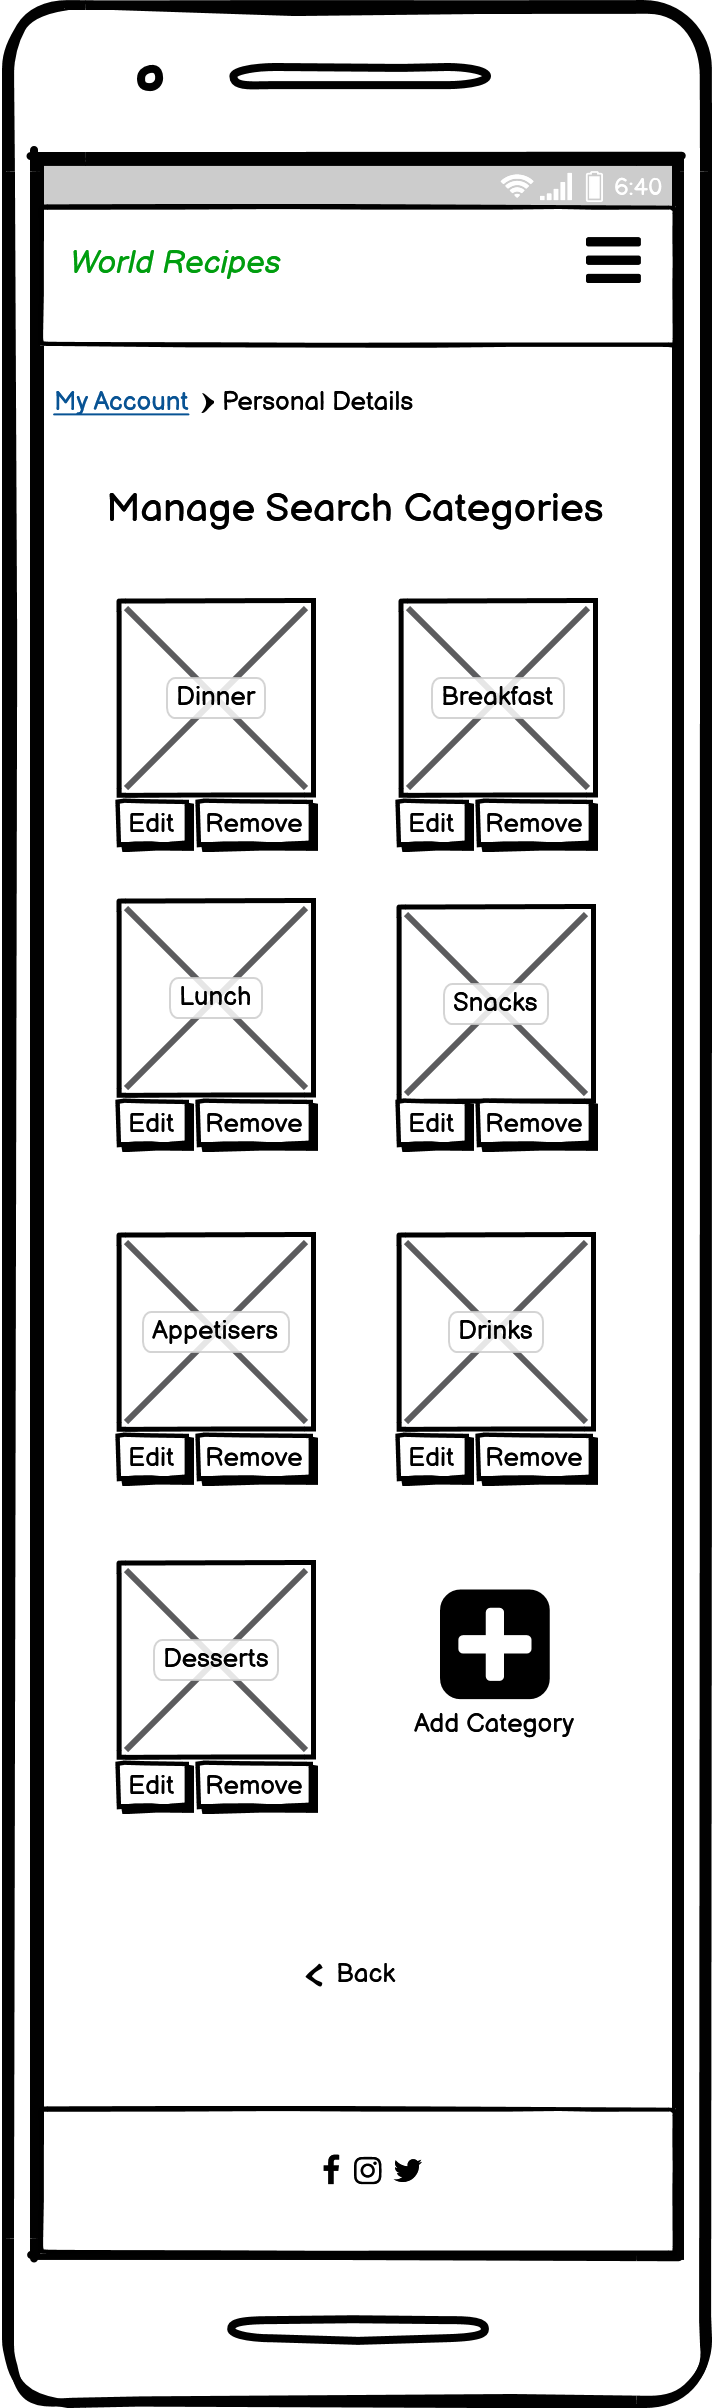 6:40
World Recipes
My Account Personal Details
Manage Search Categories
Dinner Breakfast
Edit Remove Edit Remove
Lunch Snacks
Edit Remove Edit Remove
Appetisers Drinks
Edit Remove Edit Remove
Desserts
Add Category
Edit Remove
Back